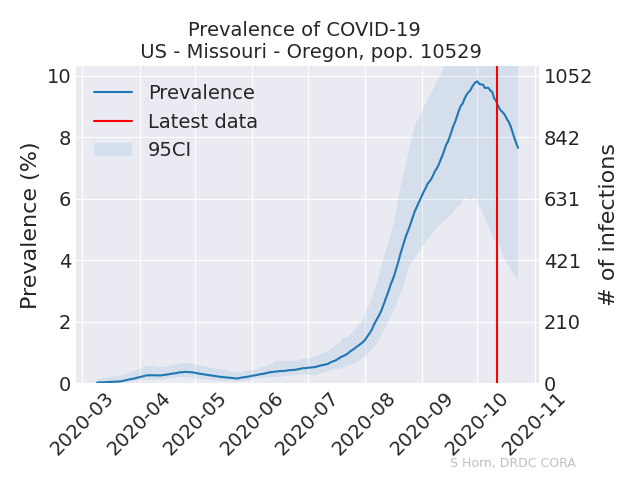 Prevalence of COVID-19
US - Missouri - Oregon, pop. 10529
Prevalence
Latest data
95CI
Prevalence (%)
10
8
6
4
2
0
# of infections
1052
842
631
421
210
0
2020-03
2020-04
2020-05
2020-06
2020-07
2020-08
2020-09
2020-10
2020-11
S Horn, DRDC CORA